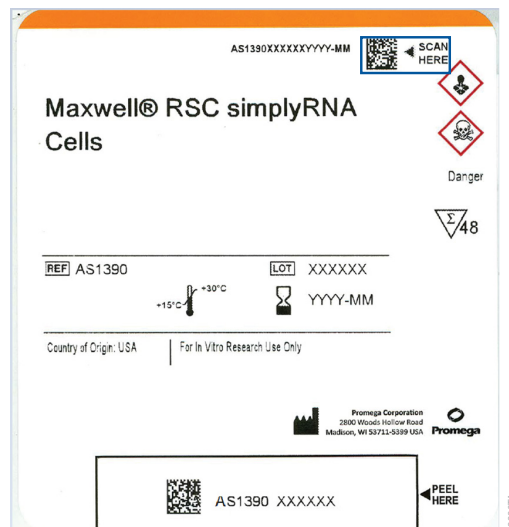 AS1390XXXXXXYYYY-MM
SCAN
HERE
Maxwell® RSC simplyRNA
Cells
Danger
Σ
48
REF AS1390
LOT XXXXXX
+15°C
+30°C
YYYY-MM
Country of Origin: USA
For In Vitro Research Use Only
Promega Corporation
2800 Woods Hollow Road
Madison, WI 53711-5399 USA
Promega
AS1390 XXXXXX
PEEL
HERE